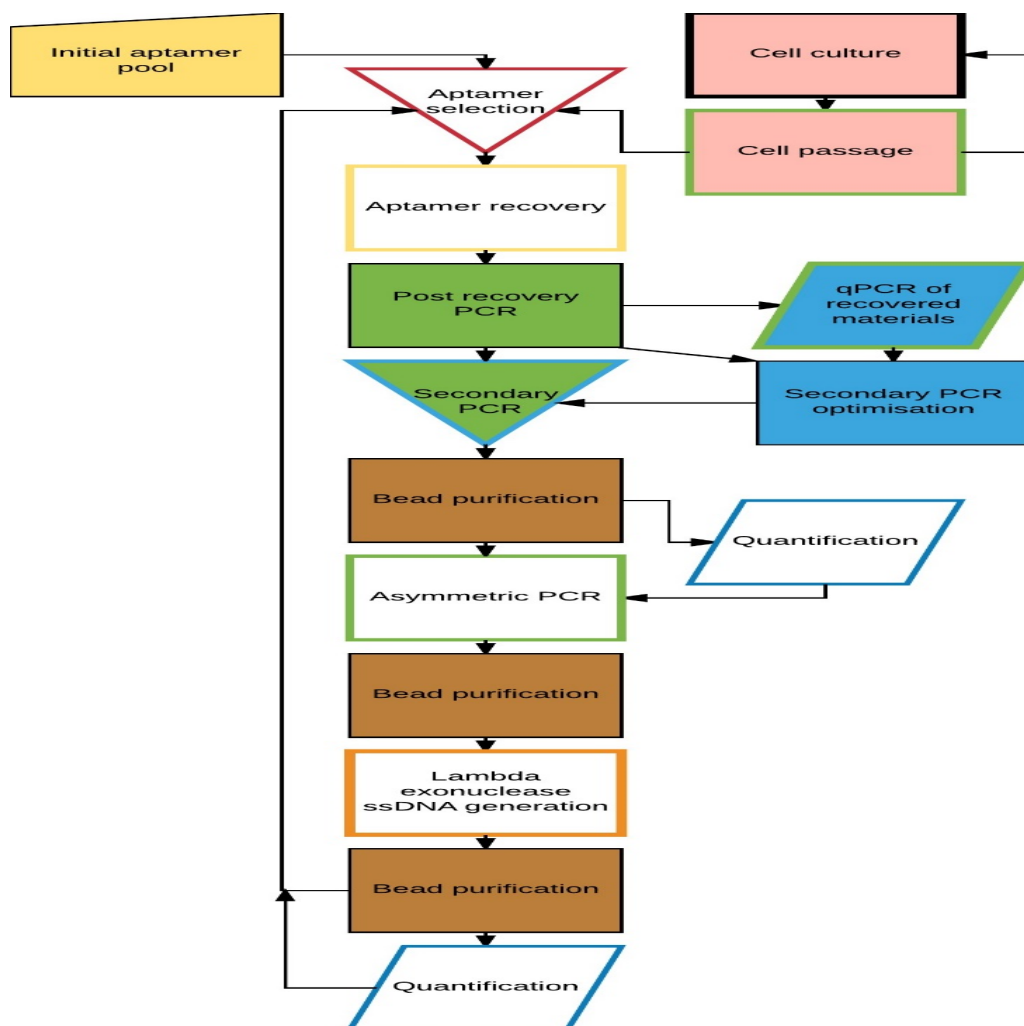 Initial aptamer
pool
Cell culture
Aptamer
selection
Cell passage
Aptamer recovery
Post recovery
PCR
qPCR of
recovered
materials
Secondary
PCR
Secondary PCR
optimisation
Bead purification
Quantification
Asymmetric PCR
Bead purification
Lambda
exonuclease
ssDNA generation
Bead purification
Quantification